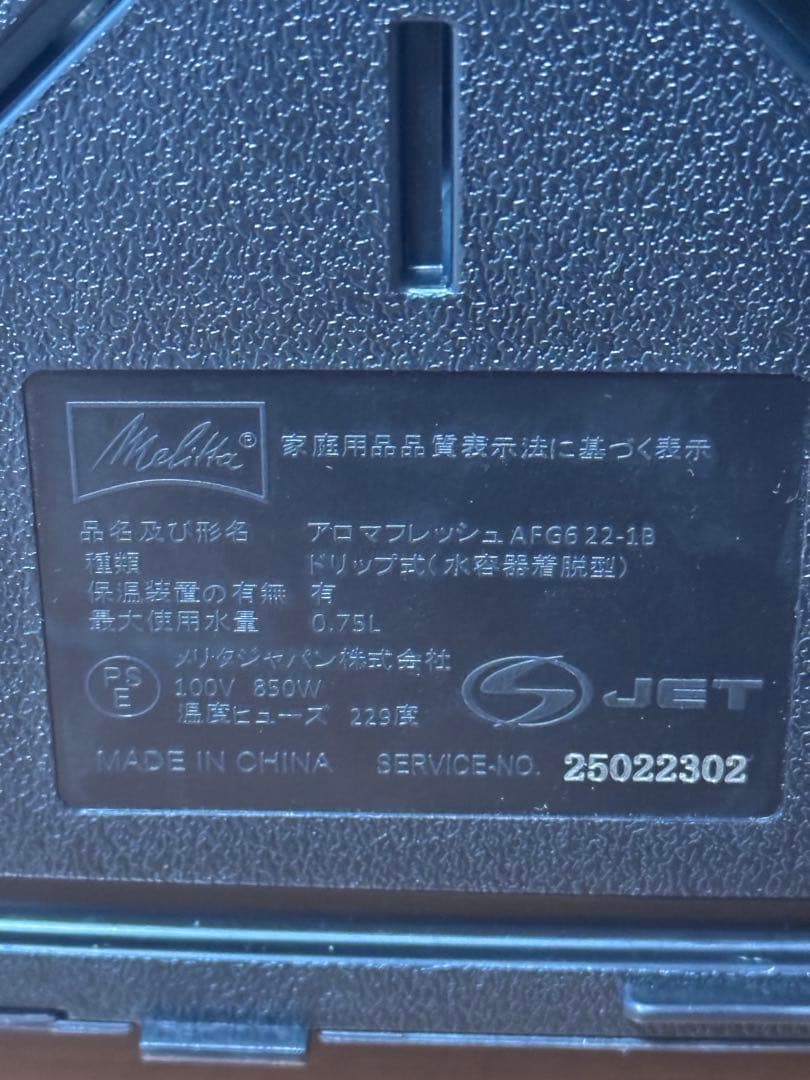 Melitta® 家庭用品品質表示法に基づく表示
品名及び形名 アロマフレッシュ AFG622-1B
種類 ドリップ式(水容器着脱型)
保温装置の有無 有
最大使用水量 0.75L
PSE メリタジャパン株式会社
100V 850W
温度ヒューズ 229度
JET
MADE IN CHINA SERVICE-NO. 25022302